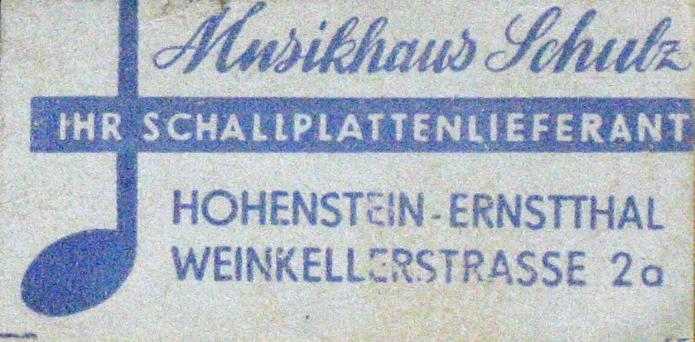 Musikhaus Schulz
IHR SCHALLPLATTENLIEFERANT
HOHENSTEIN-ERNSTTHAL
WEINKELLERSTRASSE 2a